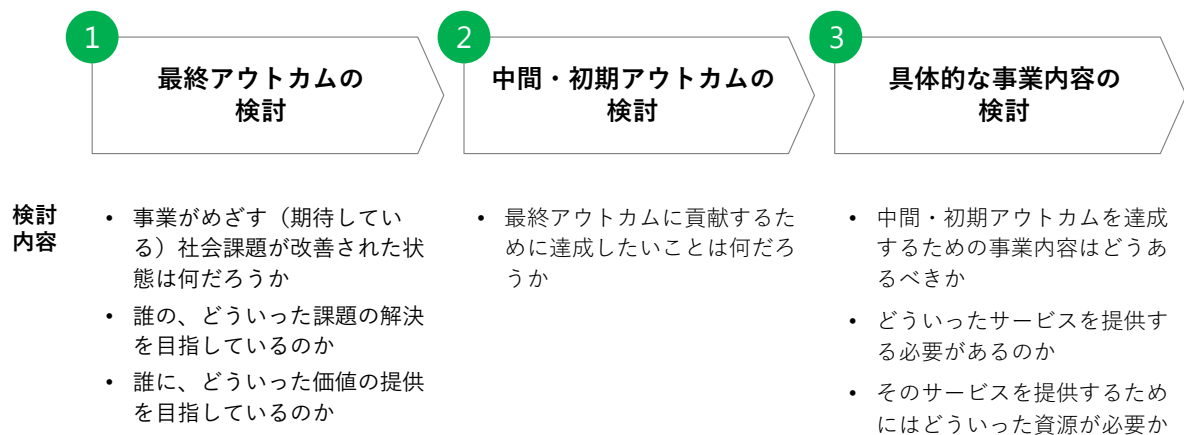 1
最終アウトカムの
検討
2
中間・初期アウトカムの
検討
3
具体的な事業内容の
検討
検討
内容
• 事業がめざす（期待してい
る）社会課題が改善された状
態は何だろうか
• 誰の、どういった課題の解決
を目指しているのか
• 誰に、どういった価値の提供
を目指しているのか
• 最終アウトカムに貢献するた
めに達成したいことは何だろ
うか
• 中間・初期アウトカムを達成
するための事業内容はどうあ
るべきか
• どういったサービスを提供す
る必要があるのか
• そのサービスを提供するため
にはどういった資源が必要か